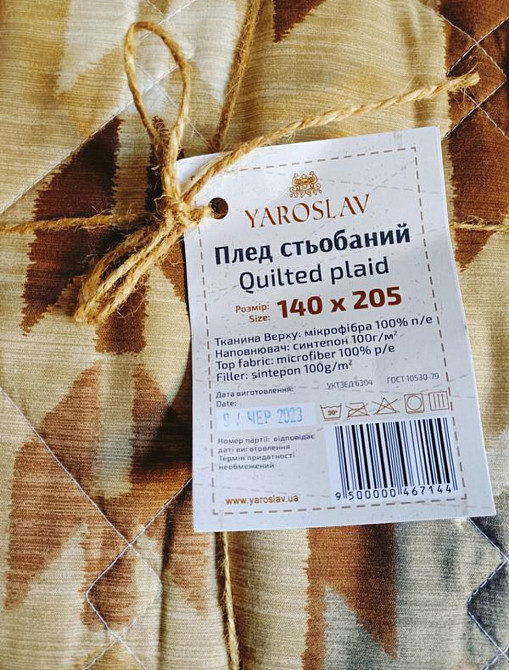 YAROSLAV
Плед стьобаний
Quilted plaid
Розмір:
Size: 140 x 205
Тканина Верху: мікрофібра 100% п/е
Наповнювач: синтепон 100г/м²
Top fabric: microfiber 100% p/e
Filler: sintepon 100g/m²
Дата виготовлення:
Date:
ЧЕР 2023
УКТЗЕД 6304 ГОСТ 10530-79
30°
Номер партії відповідає
даті виготовлення
Термін придатності
необмежений
www.yaroslav.ua
9 500000 467144